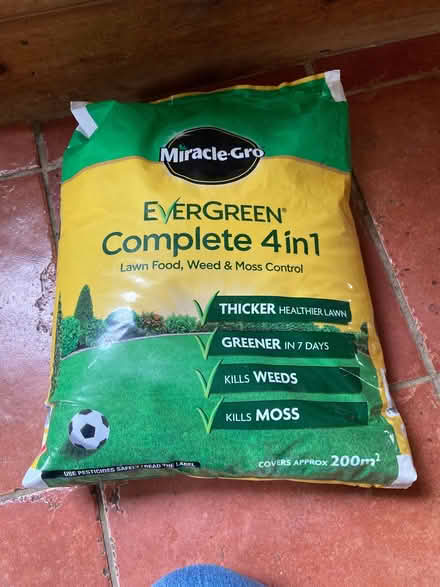 Miracle-Gro
EVERGREEN®
Complete 4in1
Lawn Food, Weed & Moss Control
THICKER HEALTHIER LAWN
GREENER IN 7 DAYS
KILLS WEEDS
KILLS MOSS
USE PESTICIDES SAFELY / READ THE LABEL
COVERS APPROX 200m²